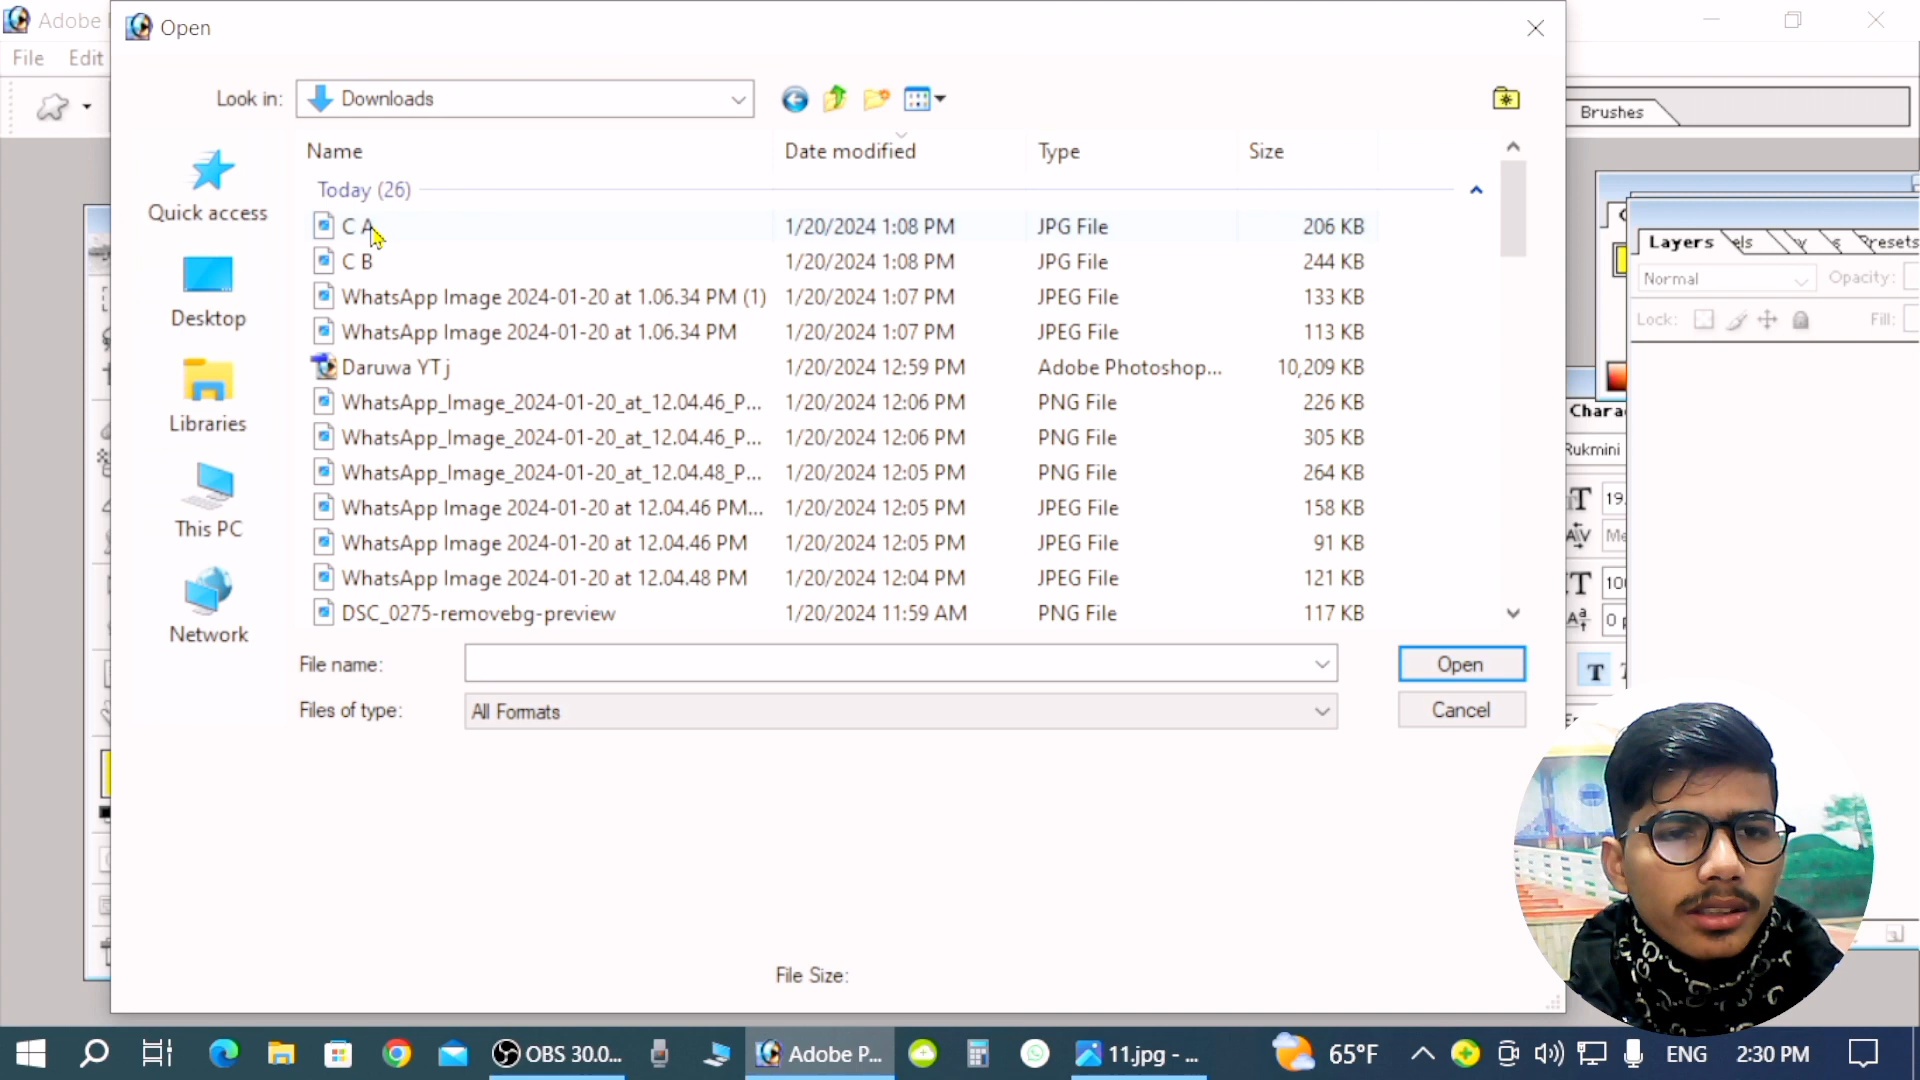 Adobe
Open
File Edit
Look in: Downloads
Brushes
Name Date modified Type Size
Today (26)
C A 1/20/2024 1:08 PM JPG File 206 KB
C B 1/20/2024 1:08 PM JPG File 244 KB
WhatsApp Image 2024-01-20 at 1.06.34 PM (1) 1/20/2024 1:07 PM JPEG File 133 KB
WhatsApp Image 2024-01-20 at 1.06.34 PM 1/20/2024 1:07 PM JPEG File 113 KB
Daruwa YT j 1/20/2024 12:59 PM Adobe Photoshop... 10,209 KB
WhatsApp_Image_2024-01-20_at_12.04.46_P... 1/20/2024 12:06 PM PNG File 226 KB
WhatsApp_Image_2024-01-20_at_12.04.46_P... 1/20/2024 12:06 PM PNG File 305 KB
WhatsApp_Image_2024-01-20_at_12.04.48_P... 1/20/2024 12:05 PM PNG File 264 KB
WhatsApp Image 2024-01-20 at 12.04.46 PM... 1/20/2024 12:05 PM JPEG File 158 KB
WhatsApp Image 2024-01-20 at 12.04.46 PM 1/20/2024 12:05 PM JPEG File 91 KB
WhatsApp Image 2024-01-20 at 12.04.48 PM 1/20/2024 12:04 PM JPEG File 121 KB
DSC_0275-removebg-preview 1/20/2024 11:59 AM PNG File 117 KB
Quick access
Desktop
Libraries
This PC
Network
File name: Open
Files of type: All Formats Cancel
File Size:
Layers els Presets
Normal Opacity:
Lock: Fill:
Chara
Rukmini
19.
Me
100
0 p
OBS 30.0... Adobe P... 11.jpg - ... 65°F ENG 2:30 PM